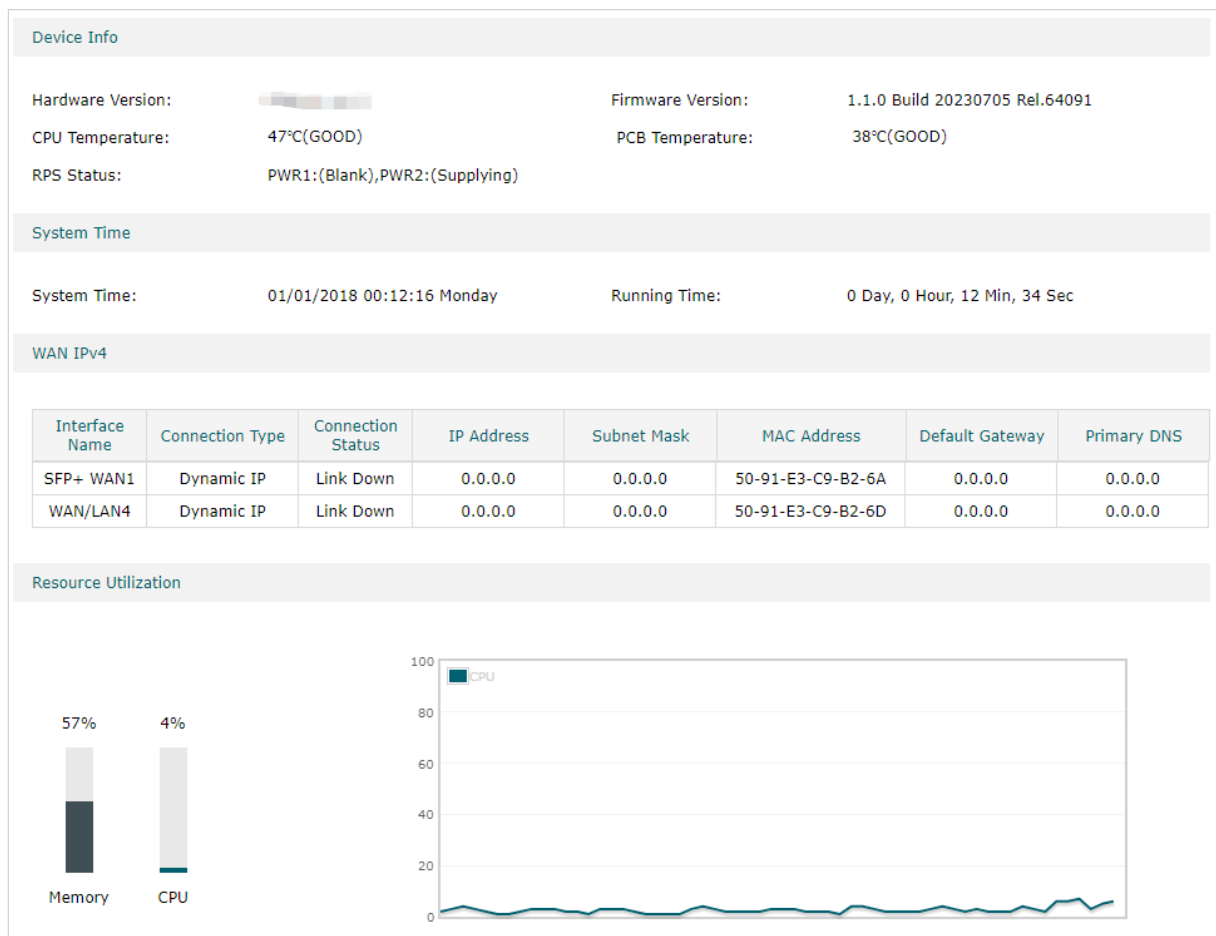 Device Info
Hardware Version:
Firmware Version: 1.1.0 Build 20230705 Rel.64091
CPU Temperature: 47℃(GOOD) PCB Temperature: 38℃(GOOD)
RPS Status: PWR1:(Blank),PWR2:(Supplying)
System Time
System Time: 01/01/2018 00:12:16 Monday Running Time: 0 Day, 0 Hour, 12 Min, 34 Sec
WAN IPv4
Interface Name Connection Type Connection Status IP Address Subnet Mask MAC Address Default Gateway Primary DNS
SFP+ WAN1 Dynamic IP Link Down 0.0.0.0 0.0.0.0 50-91-E3-C9-B2-6A 0.0.0.0 0.0.0.0
WAN/LAN4 Dynamic IP Link Down 0.0.0.0 0.0.0.0 50-91-E3-C9-B2-6D 0.0.0.0 0.0.0.0
Resource Utilization
57% 4%
Memory CPU
100
CPU
80
60
40
20
0